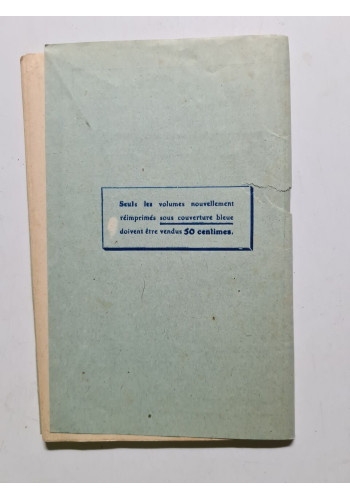 Seuls les volumes nouvellement
réimprimés sous couverture bleue
doivent être vendus 50 centimes.